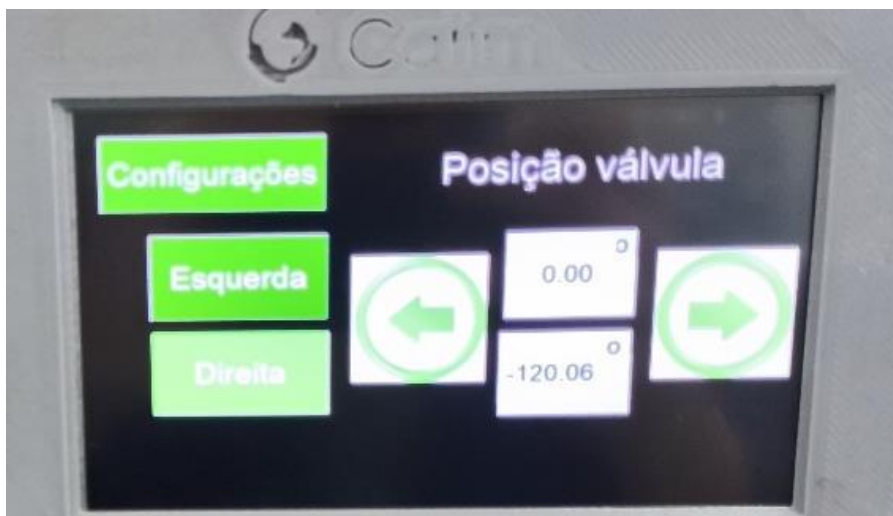 Configurações
Posição válvula
Esquerda
0.00 º
Direita
-120.06 º